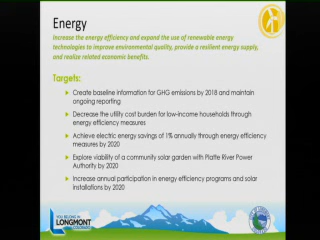 Energy
Increase the energy efficiency and expand the use of renewable energy
technologies to improve environmental quality, provide a resilient energy supply,
and realize related economic benefits.
Targets:
Create baseline information for GHG emissions by 2018 and maintain
ongoing reporting
Decrease the utility cost burden for low-income households through
energy efficiency measures
Achieve electric energy savings of 1% annually through energy efficiency
measures by 2020
Explore viability of a community solar garden with Platte River Power
Authority by 2020
Increase annual participation in energy efficiency programs and solar
installations by 2020
YOU BELONG IN
LONGMONT
COLORADO